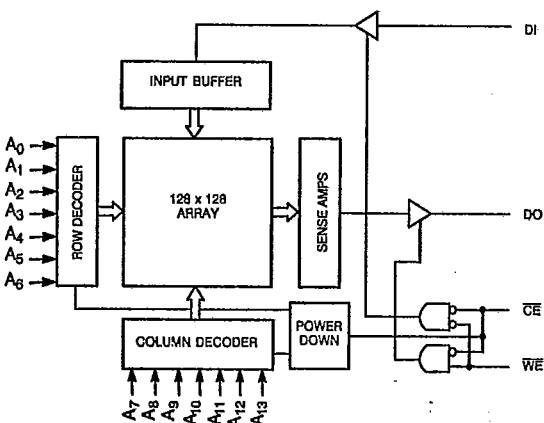 DI
INPUT BUFFER
A0
A1
A2
A3
A4
A5
A6
ROW DECODER
128 x 128
ARRAY
SENSE AMPS
DO
CE
WE
POWER
DOWN
COLUMN DECODER
A7
A8
A9
A10
A11
A12
A13